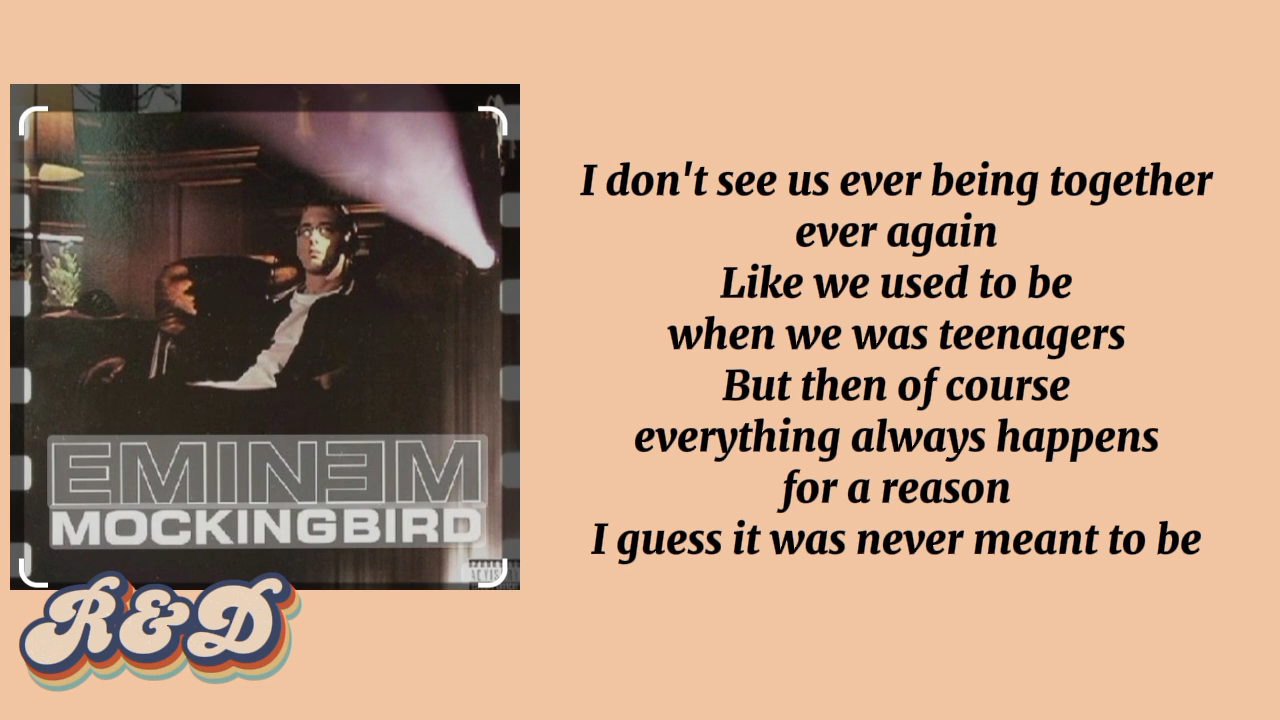 EMINEM
MOCKINGBIRD
R&D
I don't see us ever being together
ever again
Like we used to be
when we was teenagers
But then of course
everything always happens
for a reason
I guess it was never meant to be